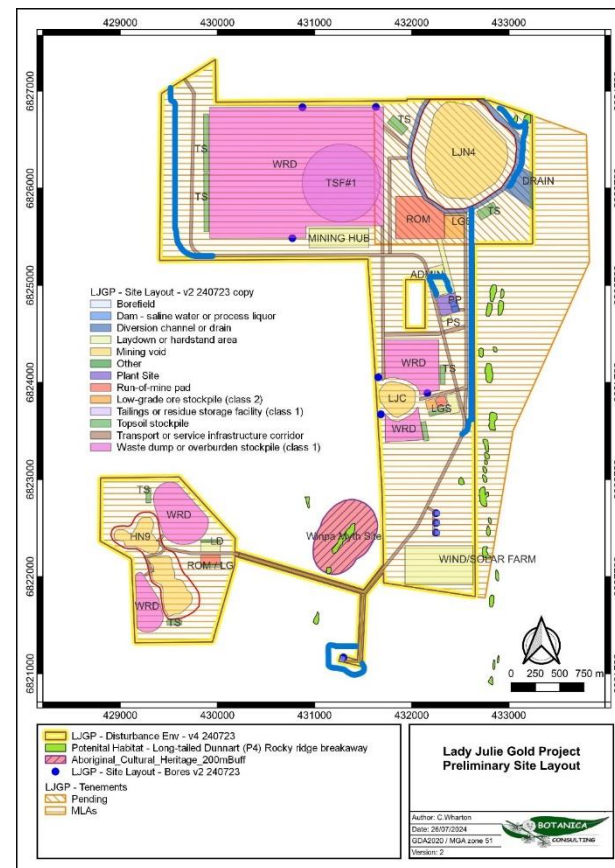 429000 430000 431000 432000 433000
6827000
6826000
6825000
6824000
6823000
6822000
6821000
TS
TS
WRD
TSF#1
TS
LJN4
DRAIN
ROM
LGS
TS
MINING HUB
ADMIN
PP
PS
WRD
TS
LJC
LGS
WRD
LJGP - Site Layout - v2 240723 copy
Borefield
Dam - saline water or process liquor
Diversion channel or drain
Laydown or hardstand area
Mining void
Other
Plant Site
Run-of-mine pad
Low-grade ore stockpile (class 2)
Tailings or residue storage facility (class 1)
Topsoil stockpile
Transport or service infrastructure corridor
Waste dump or overburden stockpile (class 1)
TS
WRD
HN9
LD
ROM / LG
WRD
TS
Winpa Myth Site
WIND/SOLAR FARM
0 250 500 750 m
429000 430000 431000 432000 433000
LJGP - Disturbance Env - v4 240723
Potenital Habitat - Long-tailed Dunnart (P4) Rocky ridge breakaway
Aboriginal_Cultural_Heritage_200mBuff
LJGP - Site Layout - Bores v2 240723
LJGP - Tenements
Pending
MLAs
Lady Julie Gold Project
Preliminary Site Layout
Author: C.Wharton
Date: 26/07/2024
GDA2020 / MGA zone 51
Version: 2
BOTANICA
CONSULTING